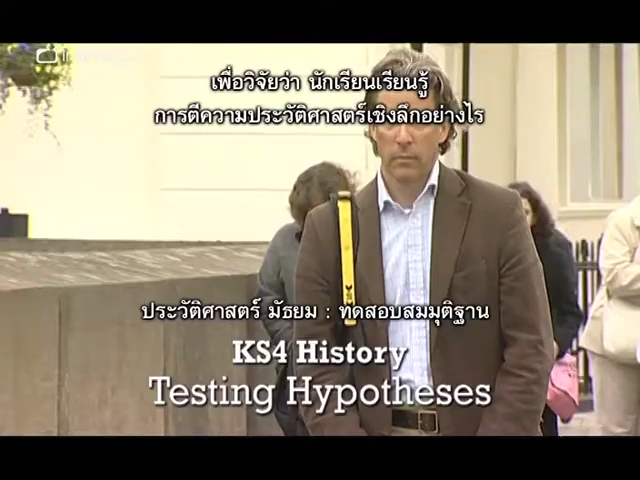 เพื่อวิจัยว่า นักเรียนเรียนรู้
การตีความประวัติศาสตร์เชิงลึกอย่างไร
ประวัติศาสตร์ มัธยม : ทดสอบสมมุติฐาน
KS4 History
Testing Hypotheses